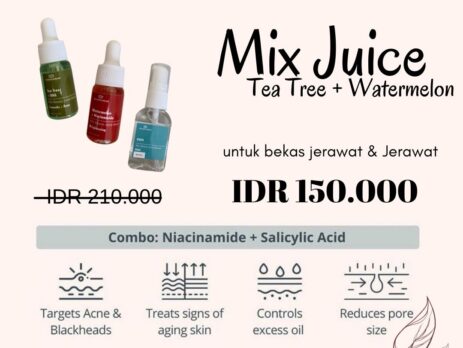 Mix Juice
Tea Tree + Watermelon
untuk bekas jerawat & Jerawat
IDR 210.000
IDR 150.000
Combo: Niacinamide + Salicylic Acid
Targets Acne &
Blackheads
Treats signs of
aging skin
Controls
excess oil
Reduces pore
size